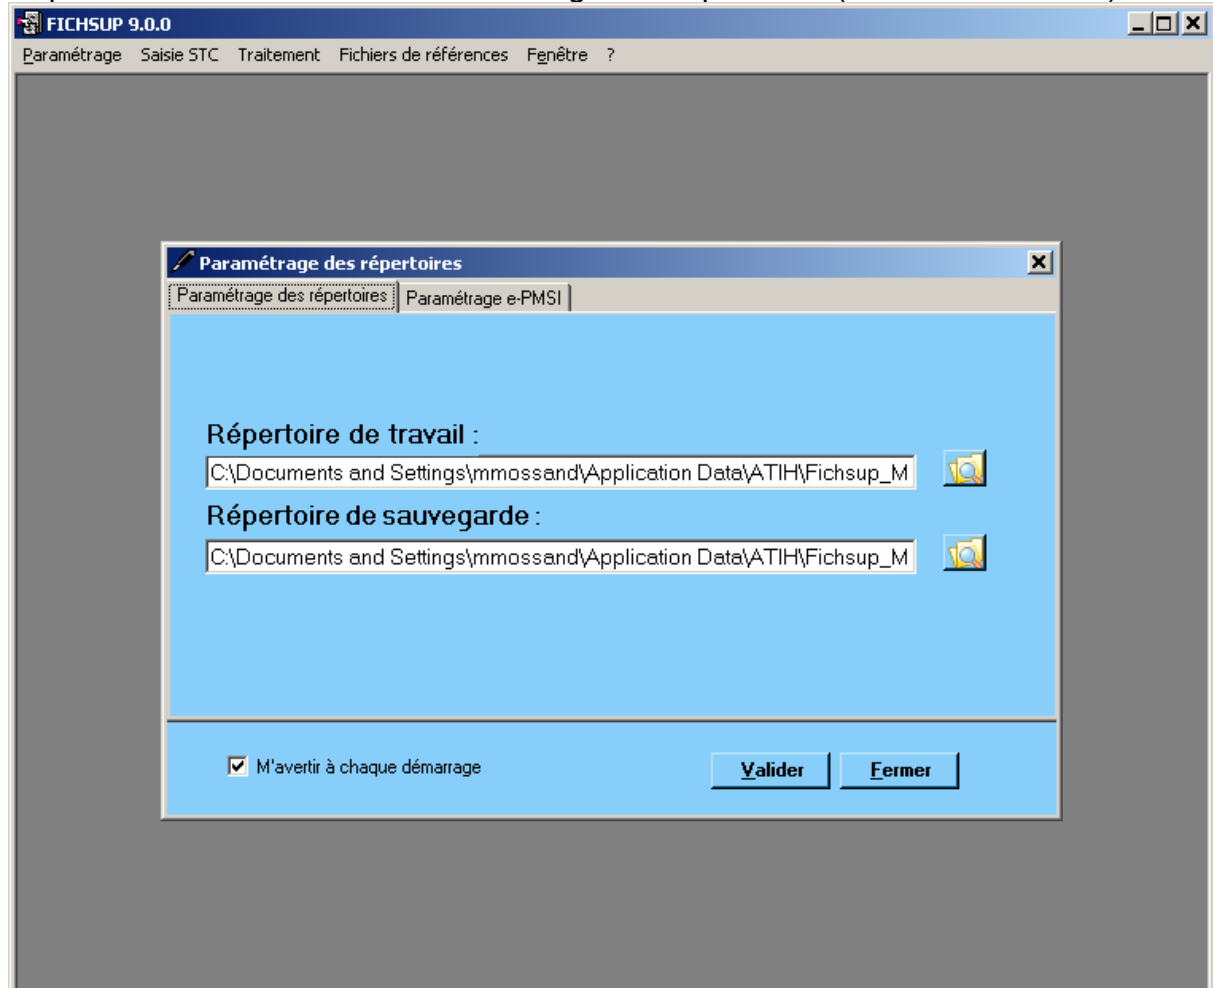 FICHSUP 9.0.0
Paramétrage Saisie STC Traitement Fichiers de références Fenêtre ?
Paramétrage des répertoires
Paramétrage des répertoires Paramétrage e-PMSI
Répertoire de travail :
C:\Documents and Settings\mmossand\Application Data\ATIH\Fichsup_M
Répertoire de sauvegarde :
C:\Documents and Settings\mmossand\Application Data\ATIH\Fichsup_M
M'avertir à chaque démarrage
Valider Fermer